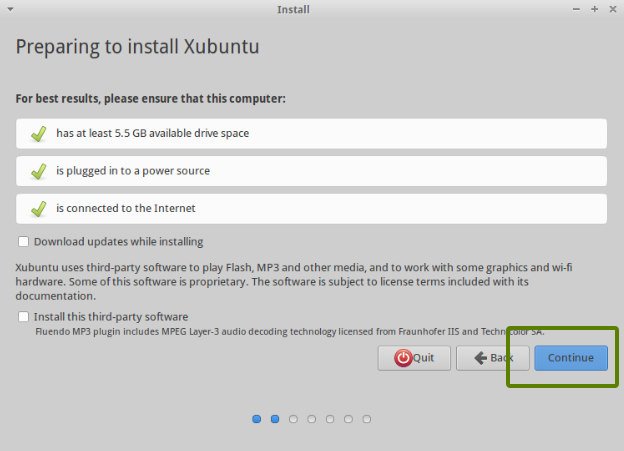 Install
Preparing to install Xubuntu
For best results, please ensure that this computer:
has at least 5.5 GB available drive space
is plugged in to a power source
is connected to the Internet
Download updates while installing
Xubuntu uses third-party software to play Flash, MP3 and other media, and to work with some graphics and wi-fi
hardware. Some of this software is proprietary. The software is subject to license terms included with its
documentation.
Install this third-party software
Fluendo MP3 plugin includes MPEG Layer-3 audio decoding technology licensed from Fraunhofer IIS and Technicolor SA.
Quit Back Continue